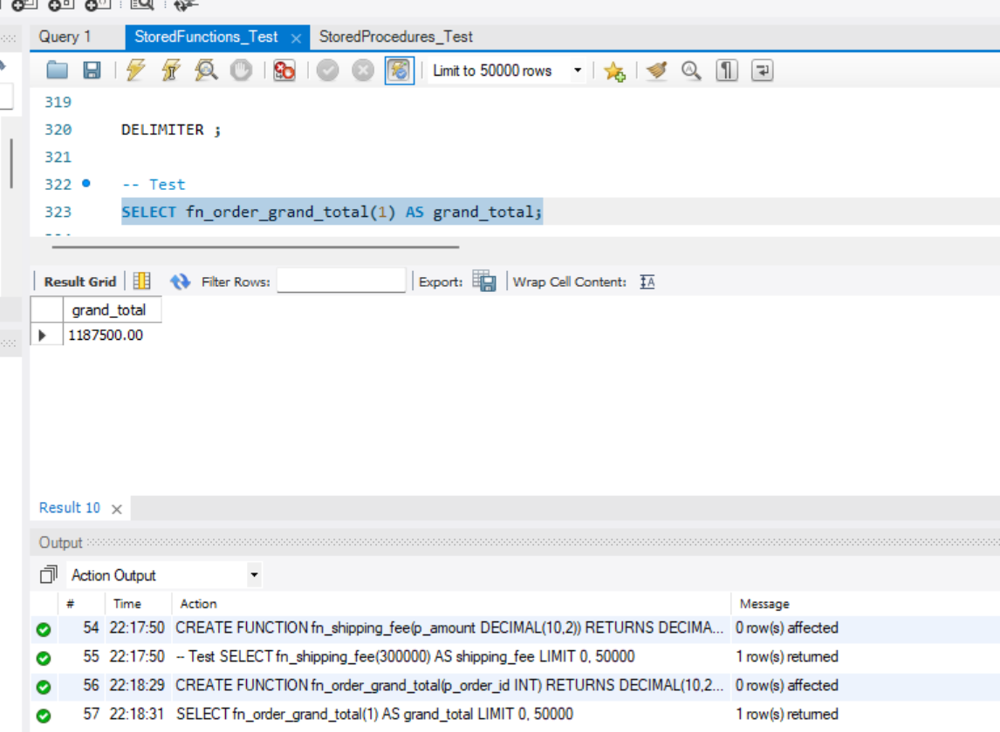 Query 1 StoredFunctions_Test × StoredProcedures_Test
Limit to 50000 rows
319
320 DELIMITER ;
321
322 -- Test
323 SELECT fn_order_grand_total(1) AS grand_total;
Result Grid Filter Rows: Export: Wrap Cell Content:
grand_total
1187500.00
Result 10 ×
Output
Action Output
# Time Action Message
54 22:17:50 CREATE FUNCTION fn_shipping_fee(p_amount DECIMAL(10,2)) RETURNS DECIMA... 0 row(s) affected
55 22:17:50 -- Test SELECT fn_shipping_fee(300000) AS shipping_fee LIMIT 0, 50000 1 row(s) returned
56 22:18:29 CREATE FUNCTION fn_order_grand_total(p_order_id INT) RETURNS DECIMAL(10,2... 0 row(s) affected
57 22:18:31 SELECT fn_order_grand_total(1) AS grand_total LIMIT 0, 50000 1 row(s) returned